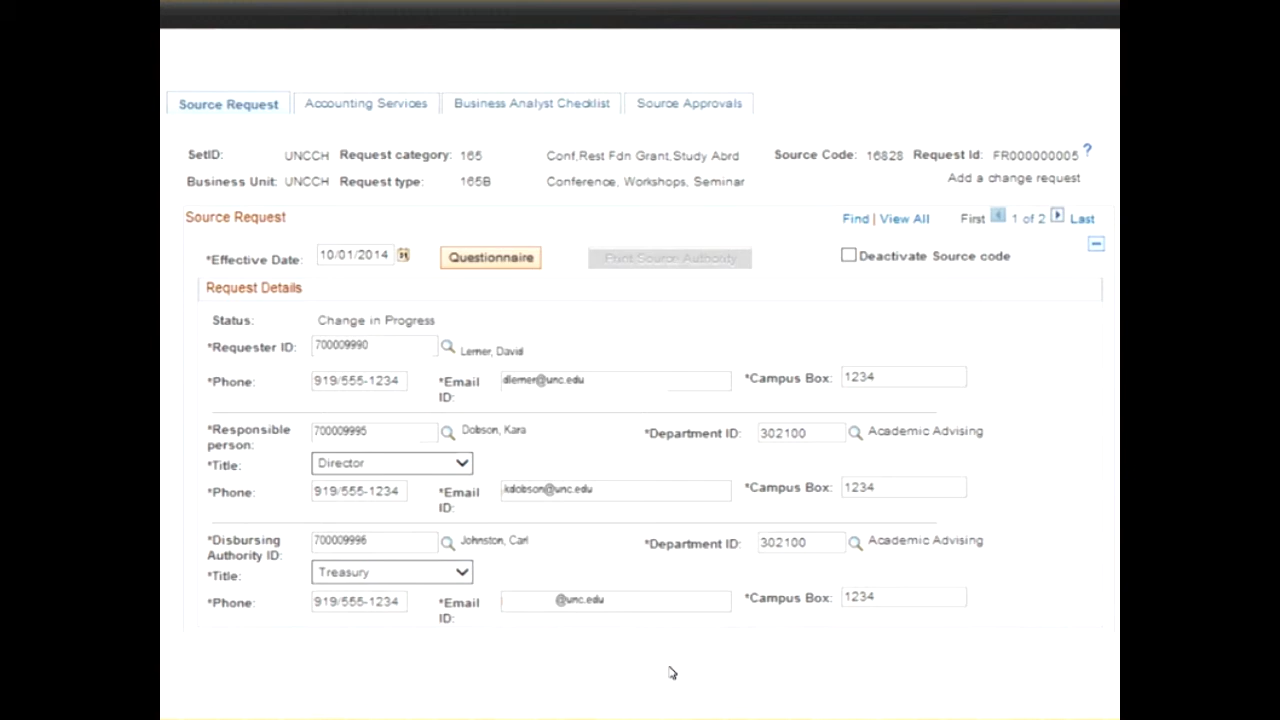 Source Request Accounting Services Business Analyst Checklist Source Approvals
SetID: UNCCH Request category: 165 Conf,Rest Fdn Grant,Study Abrd Source Code: 16828 Request Id: FR000000005 ?
Business Unit: UNCCH Request type: 165B Conference, Workshops, Seminar Add a change request
Source Request Find | View All First 1 of 2 Last
*Effective Date: 10/01/2014 Questionnaire Print Source Authority Deactivate Source code
Request Details
Status: Change in Progress
*Requester ID: 700009990 Lerner, David
*Phone: 919/555-1234 *Email ID: dlerner@unc.edu *Campus Box: 1234
*Responsible person: 700009995 Dobson, Kara *Department ID: 302100 Academic Advising
*Title: Director
*Phone: 919/555-1234 *Email ID: kdobson@unc.edu *Campus Box: 1234
*Disbursing Authority ID: 700009996 Johnston, Carl *Department ID: 302100 Academic Advising
*Title: Treasury
*Phone: 919/555-1234 *Email ID: @unc.edu *Campus Box: 1234